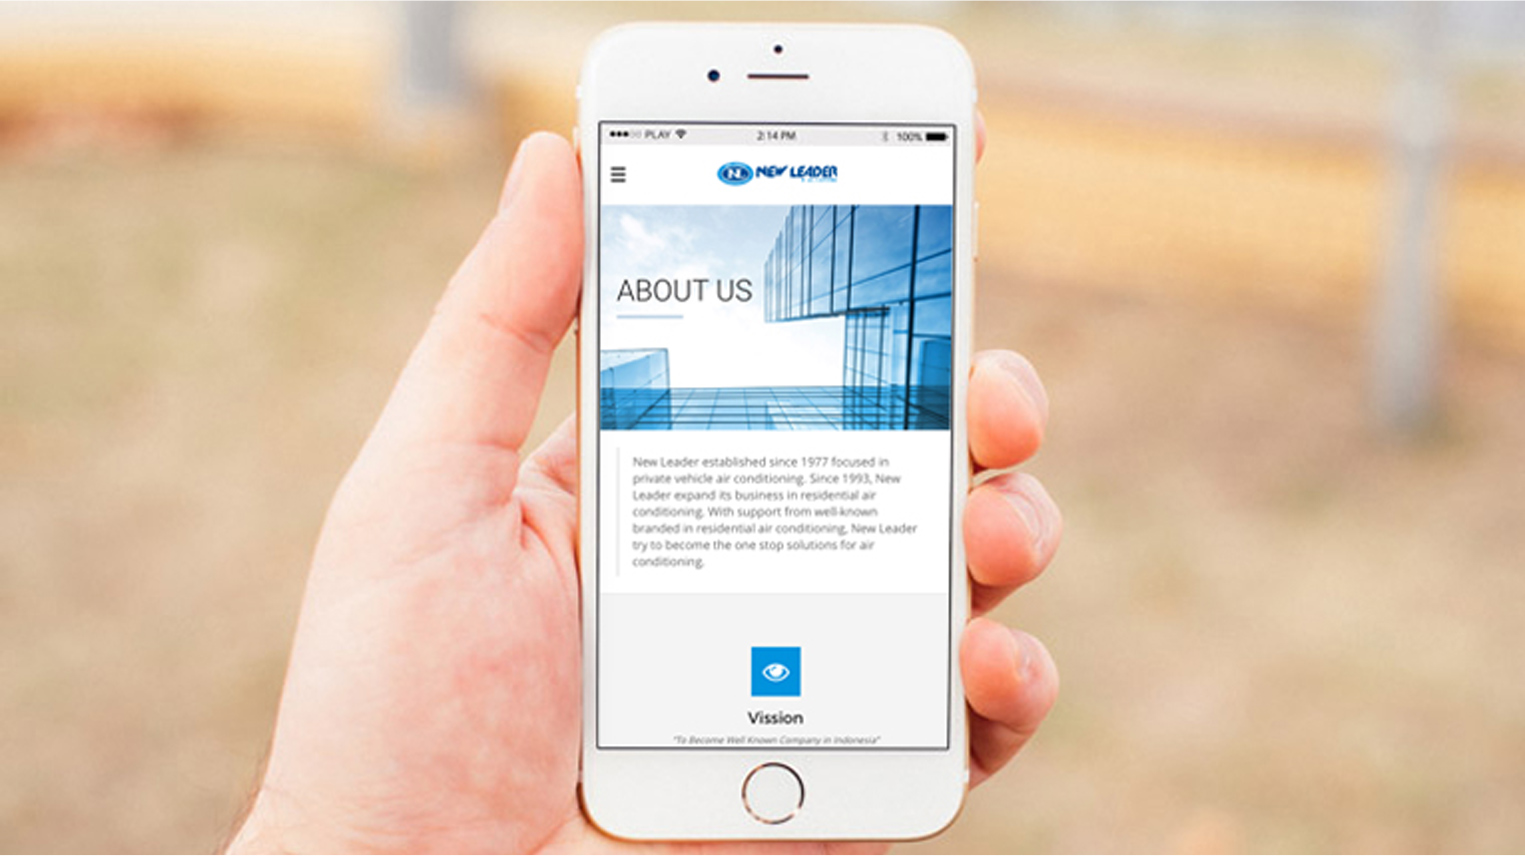 PLAY 2:14 PM 100%
NEW LEADER
ABOUT US
New Leader established since 1977 focused in
private vehicle air conditioning. Since 1993, New
Leader expand its business in residential air
conditioning. With support from well-known
branded in residential air conditioning, New Leader
try to become the one stop solutions for air
conditioning.
Vission
"To Become Well Known Company in Indonesia"